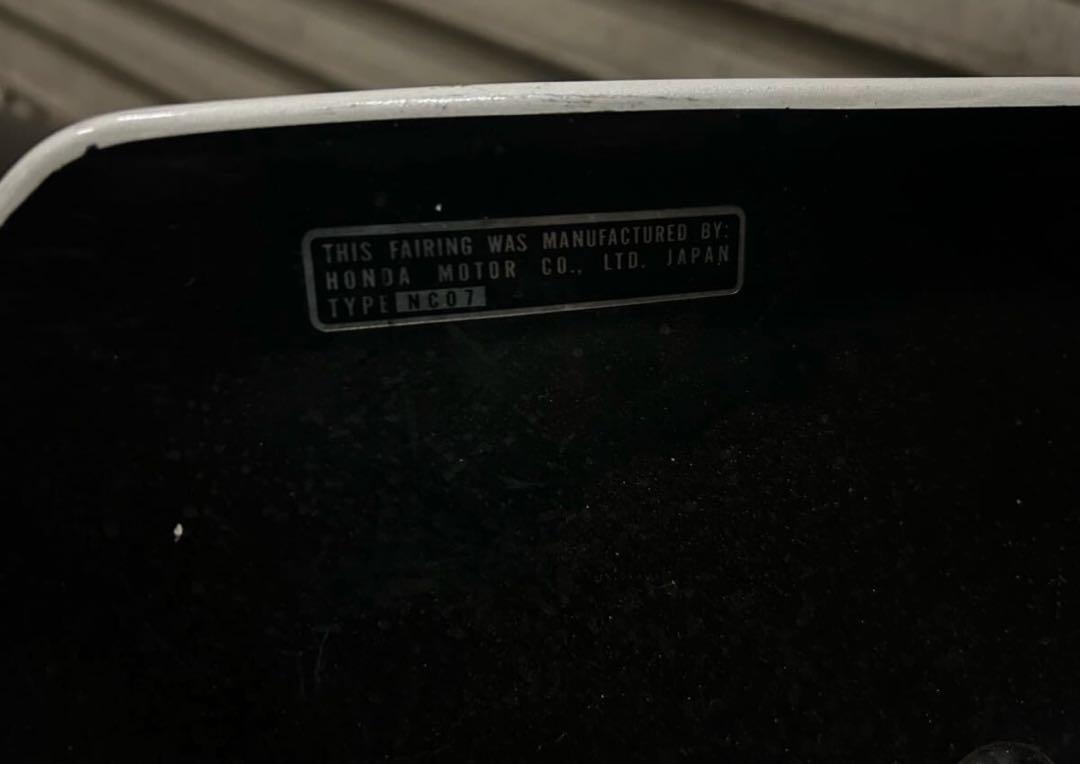 THIS FAIRING WAS MANUFACTURED BY:
HONDA MOTOR CO., LTD. JAPAN
TYPE NC07